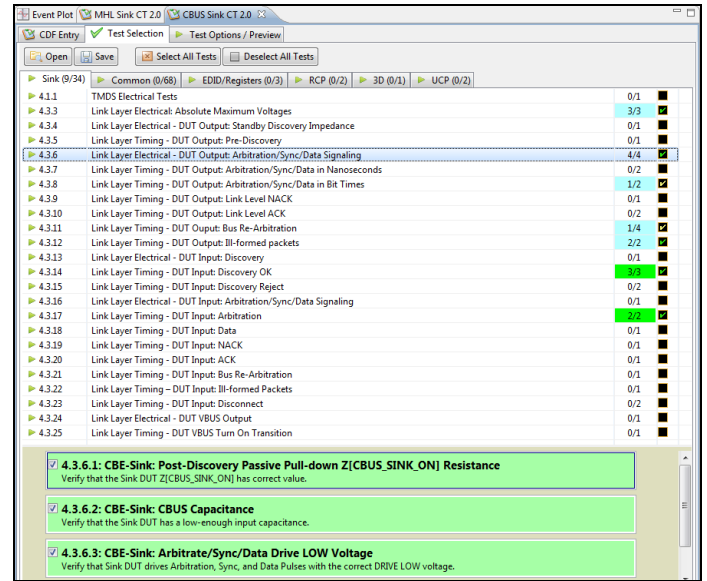 Event Plot MHL Sink CT 2.0 CBUS Sink CT 2.0
CDF Entry Test Selection Test Options / Preview
Open Save Select All Tests Deselect All Tests
Sink (9/34) Common (0/68) EDID/Registers (0/3) RCP (0/2) 3D (0/1) UCP (0/2)
4.1.1 TMDS Electrical Tests 0/1
4.3.3 Link Layer Electrical: Absolute Maximum Voltages 3/3
4.3.4 Link Layer Electrical - DUT Output: Standby Discovery Impedance 0/1
4.3.5 Link Layer Timing - DUT Output: Pre-Discovery 0/1
4.3.6 Link Layer Electrical - DUT Output: Arbitration/Sync/Data Signaling 4/4
4.3.7 Link Layer Timing - DUT Output: Arbitration/Sync/Data in Nanoseconds 0/2
4.3.8 Link Layer Timing - DUT Output: Arbitration/Sync/Data in Bit Times 1/2
4.3.9 Link Layer Timing - DUT Output: Link Level NACK 0/1
4.3.10 Link Layer Timing - DUT Output: Link Level ACK 0/2
4.3.11 Link Layer Timing - DUT Ouput: Bus Re-Arbitration 1/4
4.3.12 Link Layer Timing - DUT Output: Ill-formed packets 2/2
4.3.13 Link Layer Electrical - DUT Input: Discovery 0/1
4.3.14 Link Layer Timing - DUT Input: Discovery OK 3/3
4.3.15 Link Layer Timing - DUT Input: Discovery Reject 0/2
4.3.16 Link Layer Electrical - DUT Input: Arbitration/Sync/Data Signaling 0/1
4.3.17 Link Layer Timing - DUT Input: Arbitration 2/2
4.3.18 Link Layer Timing - DUT Input: Data 0/1
4.3.19 Link Layer Timing - DUT Input: NACK 0/1
4.3.20 Link Layer Timing - DUT Input: ACK 0/1
4.3.21 Link Layer Timing - DUT Input: Bus Re-Arbitration 0/1
4.3.22 Link Layer Timing – DUT Input: Ill-formed Packets 0/1
4.3.23 Link Layer Timing - DUT Input: Disconnect 0/2
4.3.24 Link Layer Electrical - DUT VBUS Output 0/1
4.3.25 Link Layer Timing - DUT VBUS Turn On Transition 0/1
4.3.6.1: CBE-Sink: Post-Discovery Passive Pull-down Z[CBUS_SINK_ON] Resistance
Verify that the Sink DUT Z[CBUS_SINK_ON] has correct value.
4.3.6.2: CBE-Sink: CBUS Capacitance
Verify that the Sink DUT has a low-enough input capacitance.
4.3.6.3: CBE-Sink: Arbitrate/Sync/Data Drive LOW Voltage
Verify that Sink DUT drives Arbitration, Sync, and Data Pulses with the correct DRIVE LOW voltage.